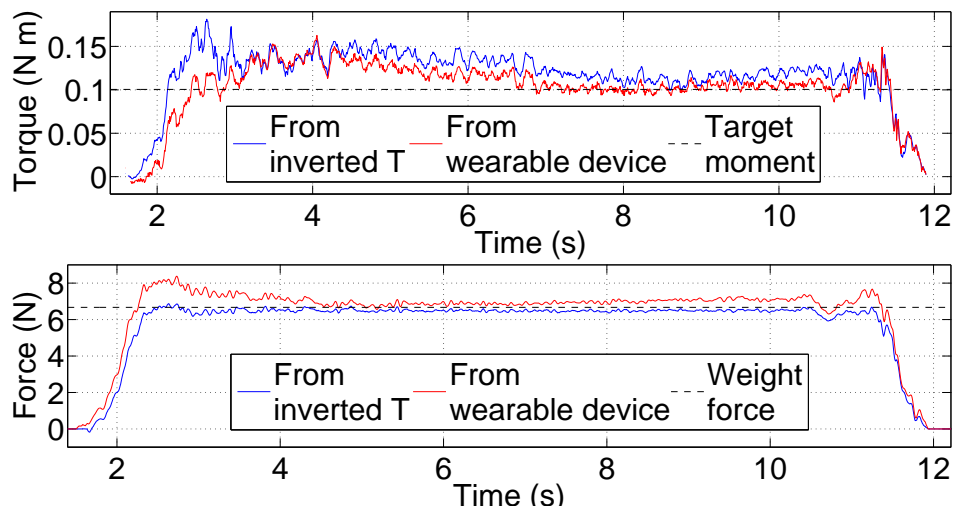 Torque (N m)
0.15
0.1
0.05
0
From
inverted T
From
wearable device
Target
moment
2 4 6 8 10 12
Time (s)
Force (N)
8
6
4
2
0
From
inverted T
From
wearable device
Weight
force
2 4 6 8 10 12
Time (s)